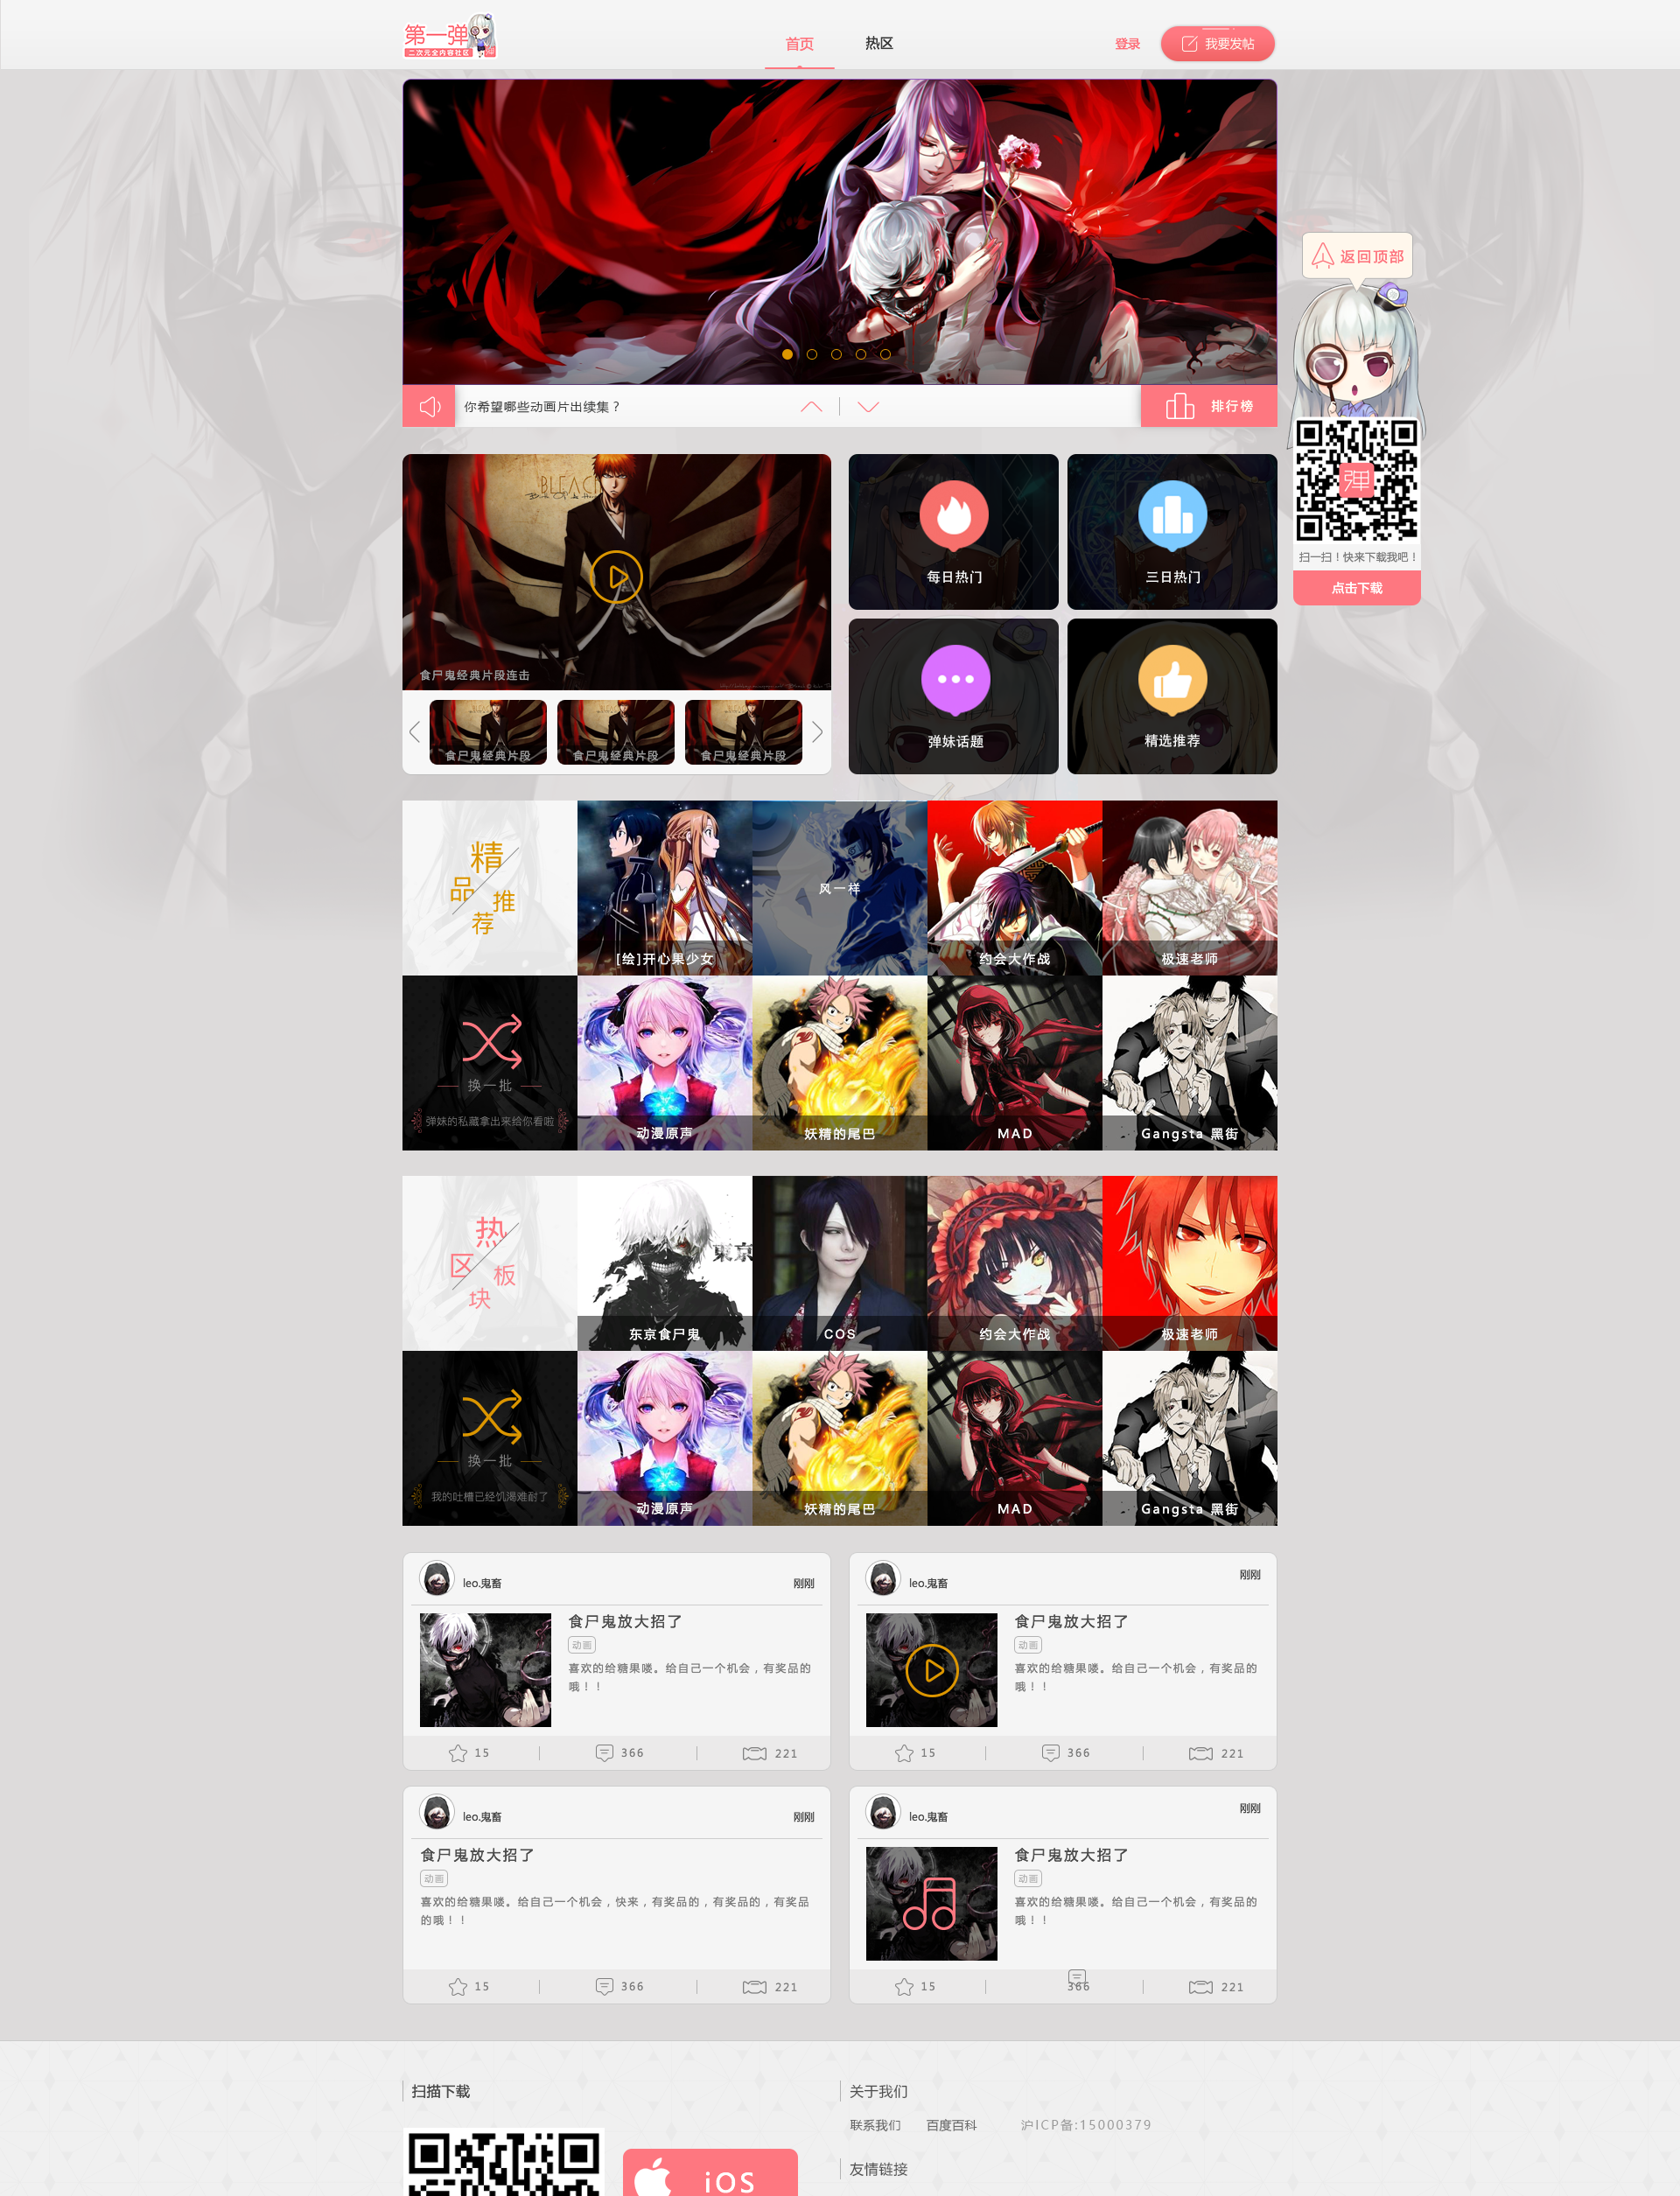 第一弹
二次元全内容社区
首页
热区
登录
我要发帖
返回顶部
你希望哪些动画片出续集？
排行榜
BLEACH
食尸鬼经典片段连击
食尸鬼经典片段
食尸鬼经典片段
食尸鬼经典片段
每日热门
三日热门
弹妹话题
精选推荐
弹
扫一扫！快来下载我吧！
点击下载
精品推荐
[绘]开心果少女
风一样
约会大作战
极速老师
换一批
弹妹的私藏拿出来给你看啦
动漫原声
妖精的尾巴
MAD
Gangsta 黑街
热区板块
東京
东京食尸鬼
COS
约会大作战
极速老师
换一批
我的吐槽已经饥渴难耐了
动漫原声
妖精的尾巴
MAD
Gangsta 黑街
leo.鬼畜
刚刚
食尸鬼放大招了
动画
喜欢的给糖果喽。给自己一个机会，有奖品的
哦！！
15
366
221
leo.鬼畜
刚刚
食尸鬼放大招了
动画
喜欢的给糖果喽。给自己一个机会，有奖品的
哦！！
15
366
221
leo.鬼畜
刚刚
食尸鬼放大招了
动画
喜欢的给糖果喽。给自己一个机会，快来，有奖品的，有奖品的，有奖品
的哦！！
15
366
221
leo.鬼畜
刚刚
食尸鬼放大招了
动画
喜欢的给糖果喽。给自己一个机会，有奖品的
哦！！
15
366
221
扫描下载
iOS
关于我们
联系我们
百度百科
沪ICP备:15000379
友情链接